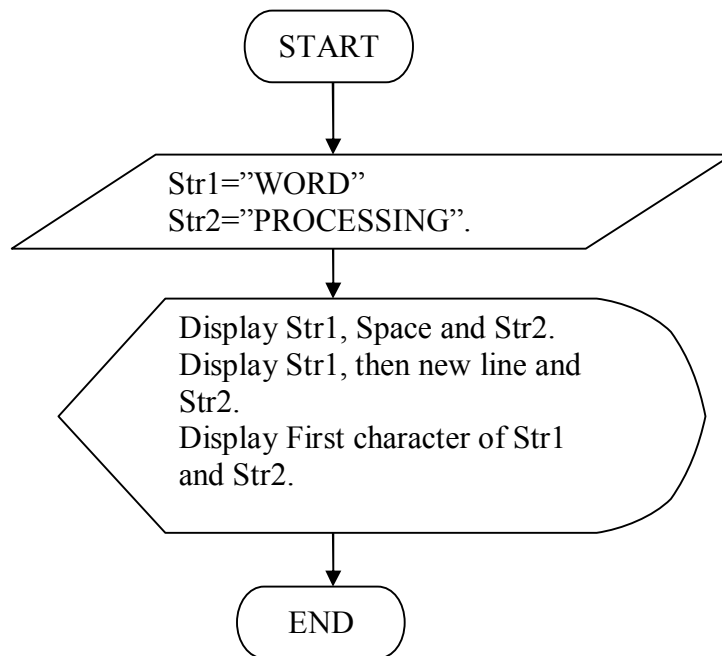 START
Str1=”WORD”
Str2=”PROCESSING”.
Display Str1, Space and Str2.
Display Str1, then new line and
Str2.
Display First character of Str1
and Str2.
END